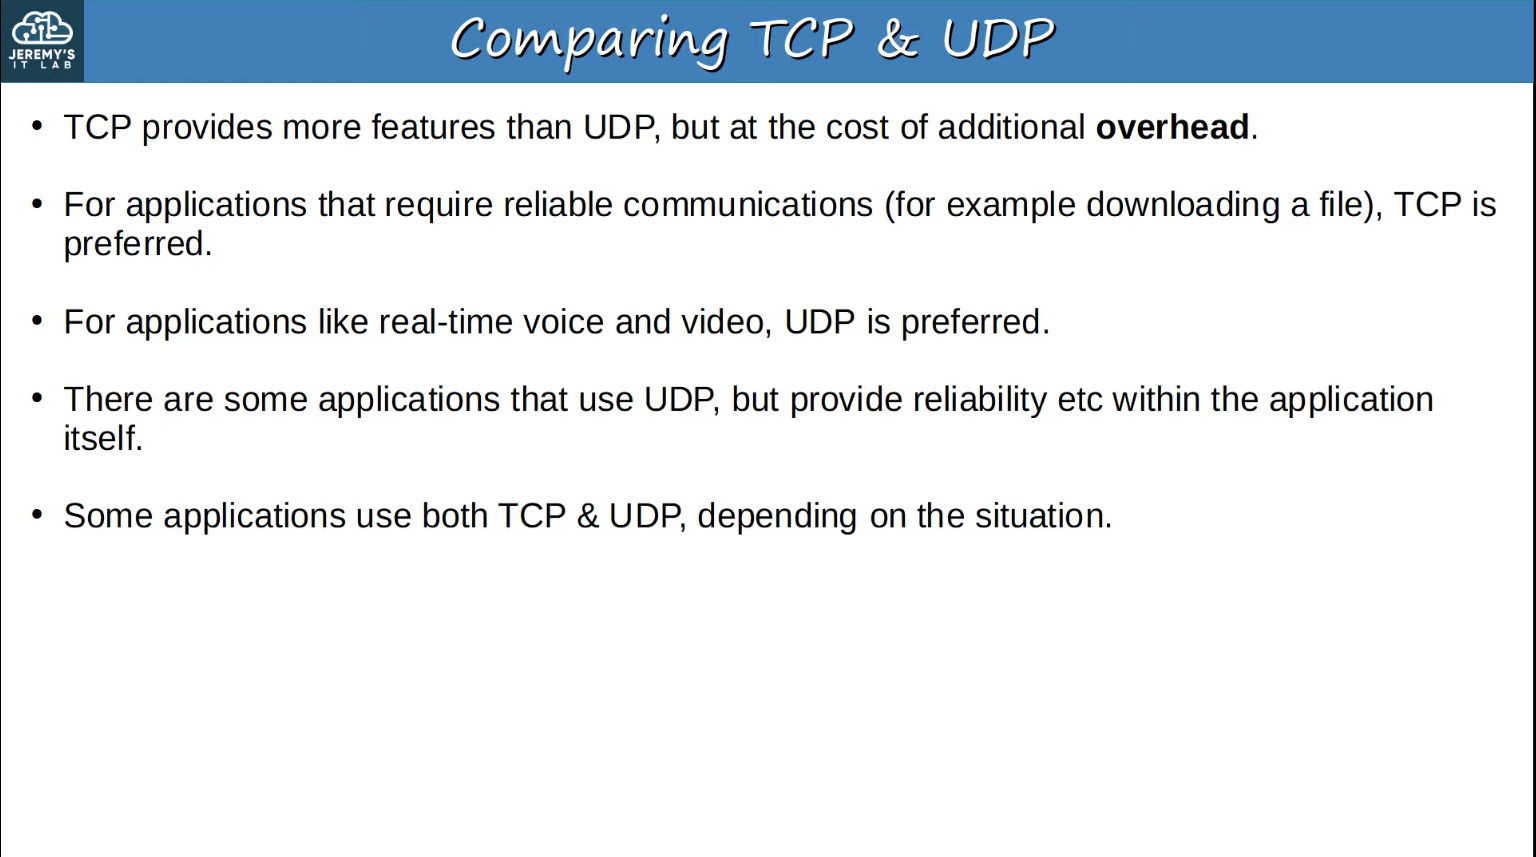 JEREMY'S
IT LAB
Comparing TCP & UDP
• TCP provides more features than UDP, but at the cost of additional overhead.
• For applications that require reliable communications (for example downloading a file), TCP is
preferred.
• For applications like real-time voice and video, UDP is preferred.
• There are some applications that use UDP, but provide reliability etc within the application
itself.
• Some applications use both TCP & UDP, depending on the situation.